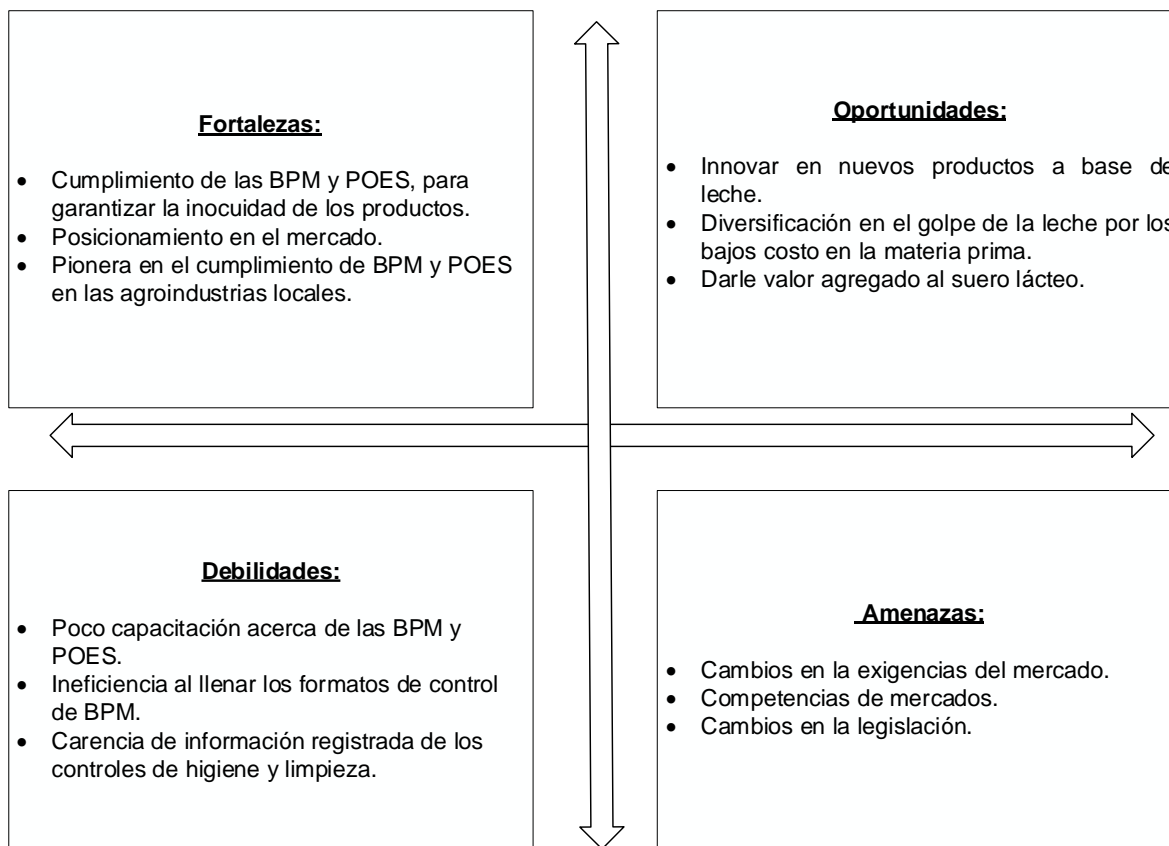 Fortalezas:
• Cumplimiento de las BPM y POES, para
garantizar la inocuidad de los productos.
• Posicionamiento en el mercado.
• Pionera en el cumplimiento de BPM y POES
en las agroindustrias locales.
Oportunidades:
• Innovar en nuevos productos a base de
leche.
• Diversificación en el golpe de la leche por los
bajos costo en la materia prima.
• Darle valor agregado al suero lácteo.
Debilidades:
• Poco capacitación acerca de las BPM y
POES.
• Ineficiencia al llenar los formatos de control
de BPM.
• Carencia de información registrada de los
controles de higiene y limpieza.
Amenazas:
• Cambios en la exigencias del mercado.
• Competencias de mercados.
• Cambios en la legislación.